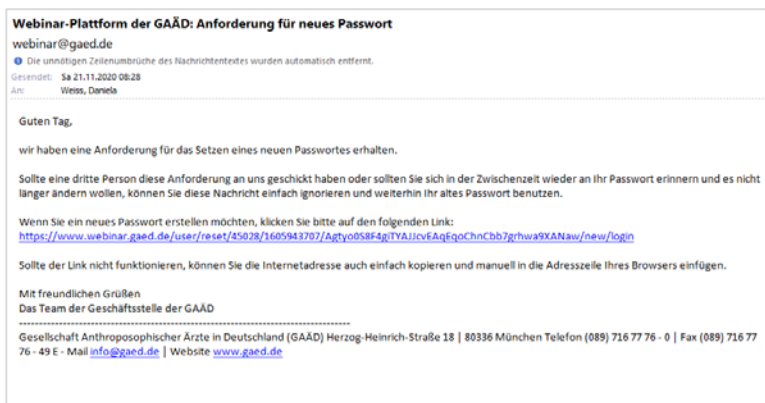 Webinar-Plattform der GAÄD: Anforderung für neues Passwort
webinar@gaed.de
Die unnötigen Zeilenumbrüche des Nachrichtentextes wurden automatisch entfernt.
Gesendet: Sa 21.11.2020 08:28
An: Weiss, Daniela
Guten Tag,
wir haben eine Anforderung für das Setzen eines neuen Passwortes erhalten.
Sollte eine dritte Person diese Anforderung an uns geschickt haben oder sollten Sie sich in der Zwischenzeit wieder an Ihr Passwort erinnern und es nicht
länger ändern wollen, können Sie diese Nachricht einfach ignorieren und weiterhin Ihr altes Passwort benutzen.
Wenn Sie ein neues Passwort erstellen möchten, klicken Sie bitte auf den folgenden Link:
https://www.webinar.gaed.de/user/reset/45028/1605943707/Agtyo0S8F4giTYAJJcvEAqEqoChnCbb7grhwa9XANaw/new/login
Sollte der Link nicht funktionieren, können Sie die Internetadresse auch einfach kopieren und manuell in die Adresszeile Ihres Browsers einfügen.
Mit freundlichen Grüßen
Das Team der Geschäftsstelle der GAÄD
--------------------------------------------------------------------------------
Gesellschaft Anthroposophischer Ärzte in Deutschland (GAÄD) Herzog-Heinrich-Straße 18 | 80336 München Telefon (089) 716 77 76 - 0 | Fax (089) 716 77
76 - 49 E - Mail info@gaed.de | Website www.gaed.de